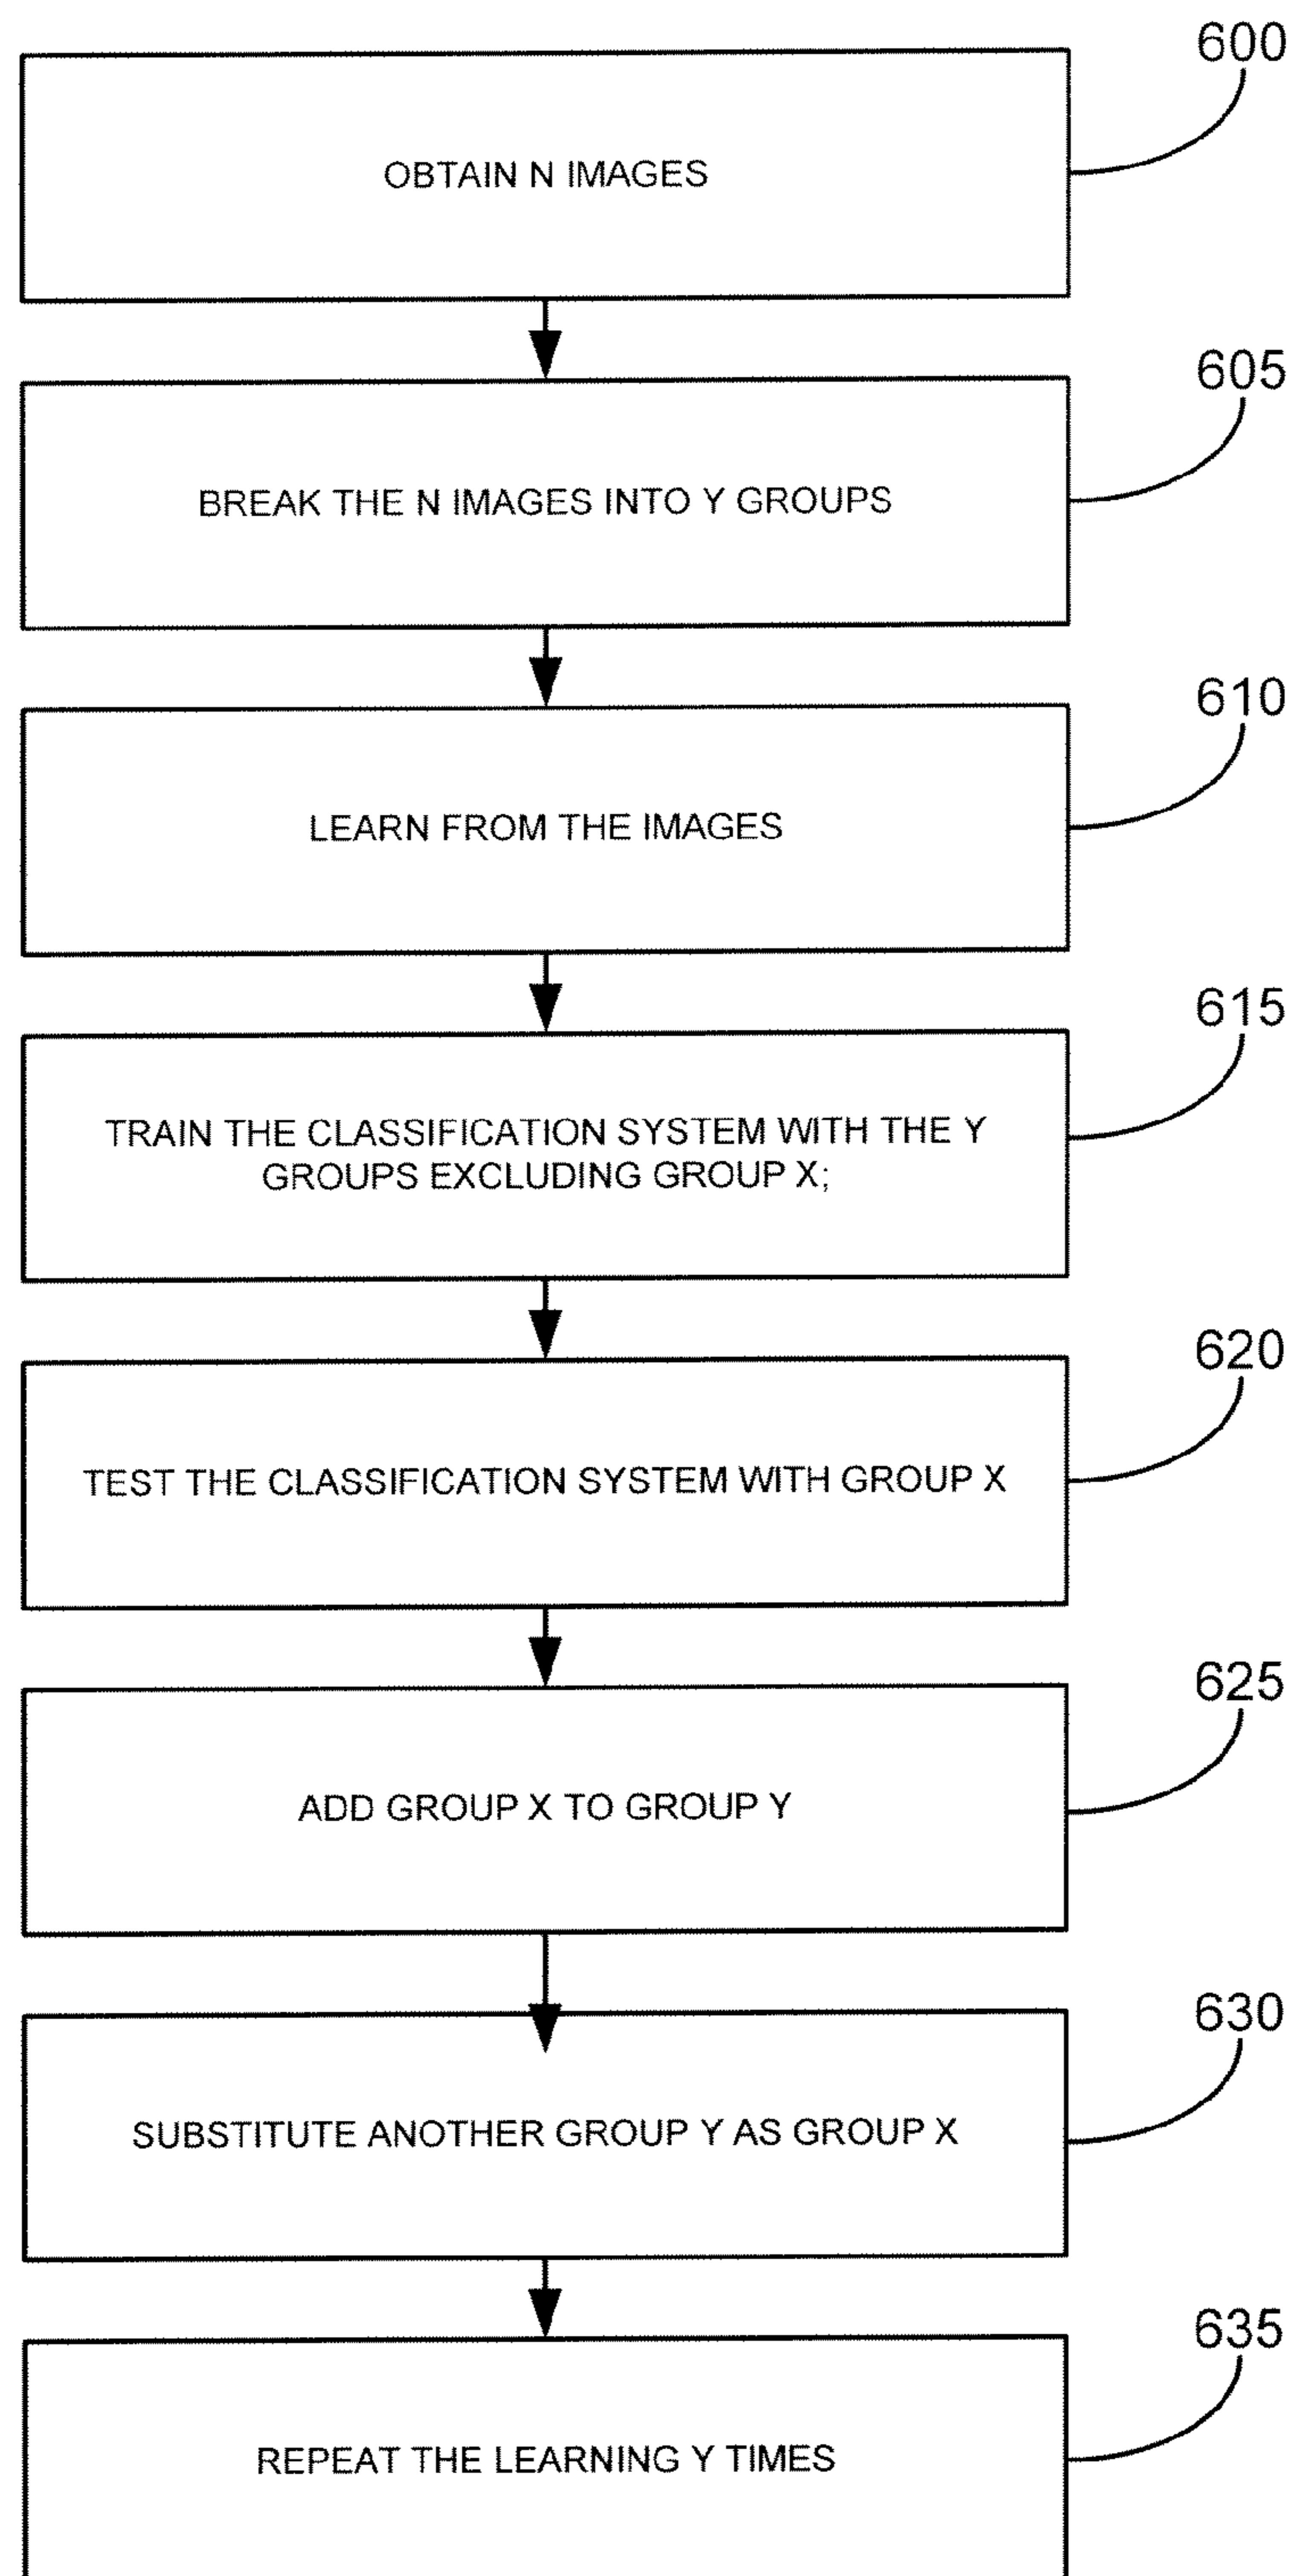 600
OBTAIN N IMAGES
605
BREAK THE N IMAGES INTO Y GROUPS
610
LEARN FROM THE IMAGES
615
TRAIN THE CLASSIFICATION SYSTEM WITH THE Y
GROUPS EXCLUDING GROUP X;
620
TEST THE CLASSIFICATION SYSTEM WITH GROUP X
625
ADD GROUP X TO GROUP Y
630
SUBSTITUTE ANOTHER GROUP Y AS GROUP X
635
REPEAT THE LEARNING Y TIMES